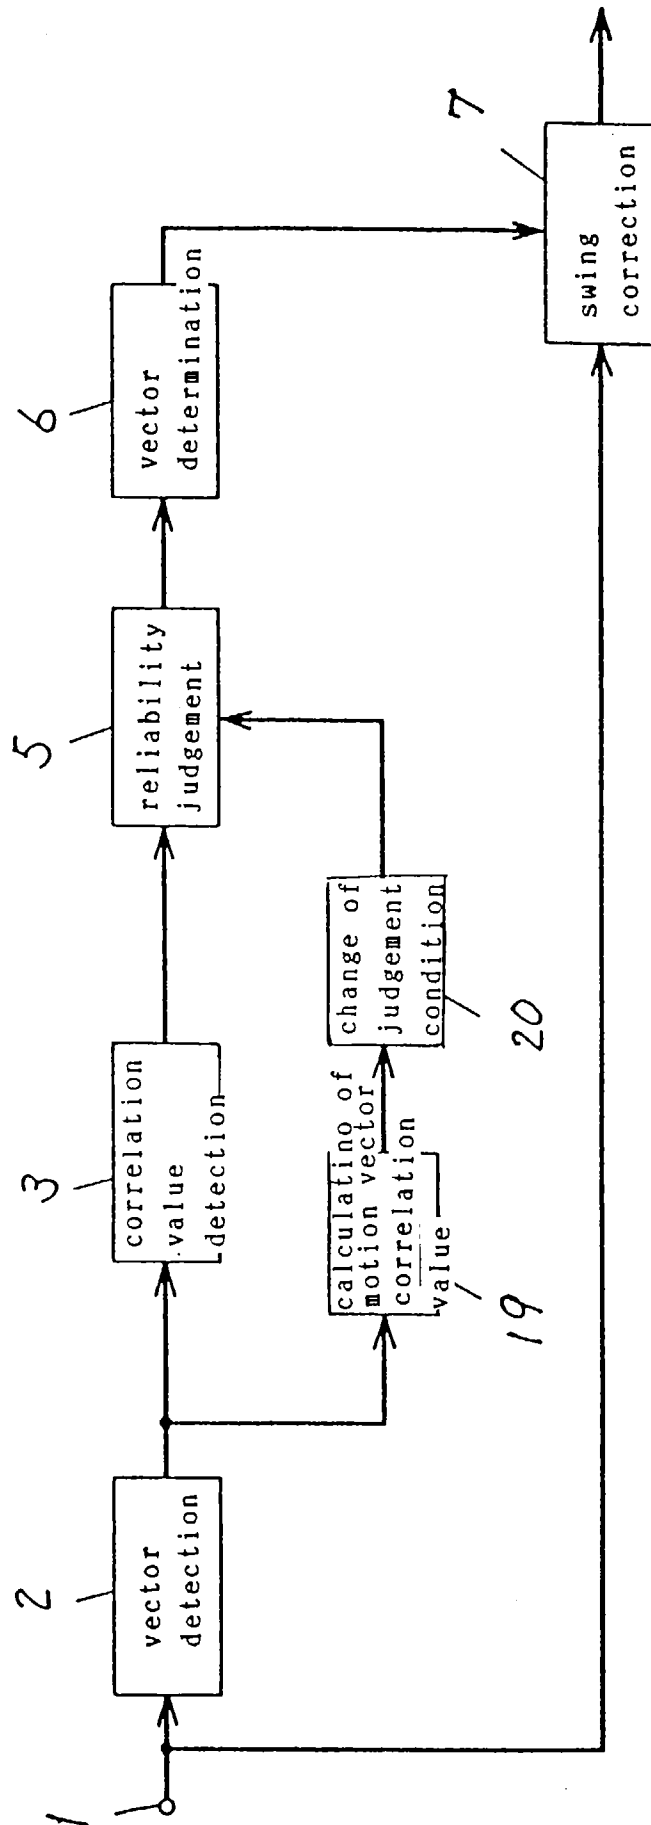 1
2
vector
detection
3
correlation
value
detection
calculatino of
motion vector
correlation
value
19
change of
judgement
condition
20
5
reliability
judgement
6
vector
determination
7
swing
correction